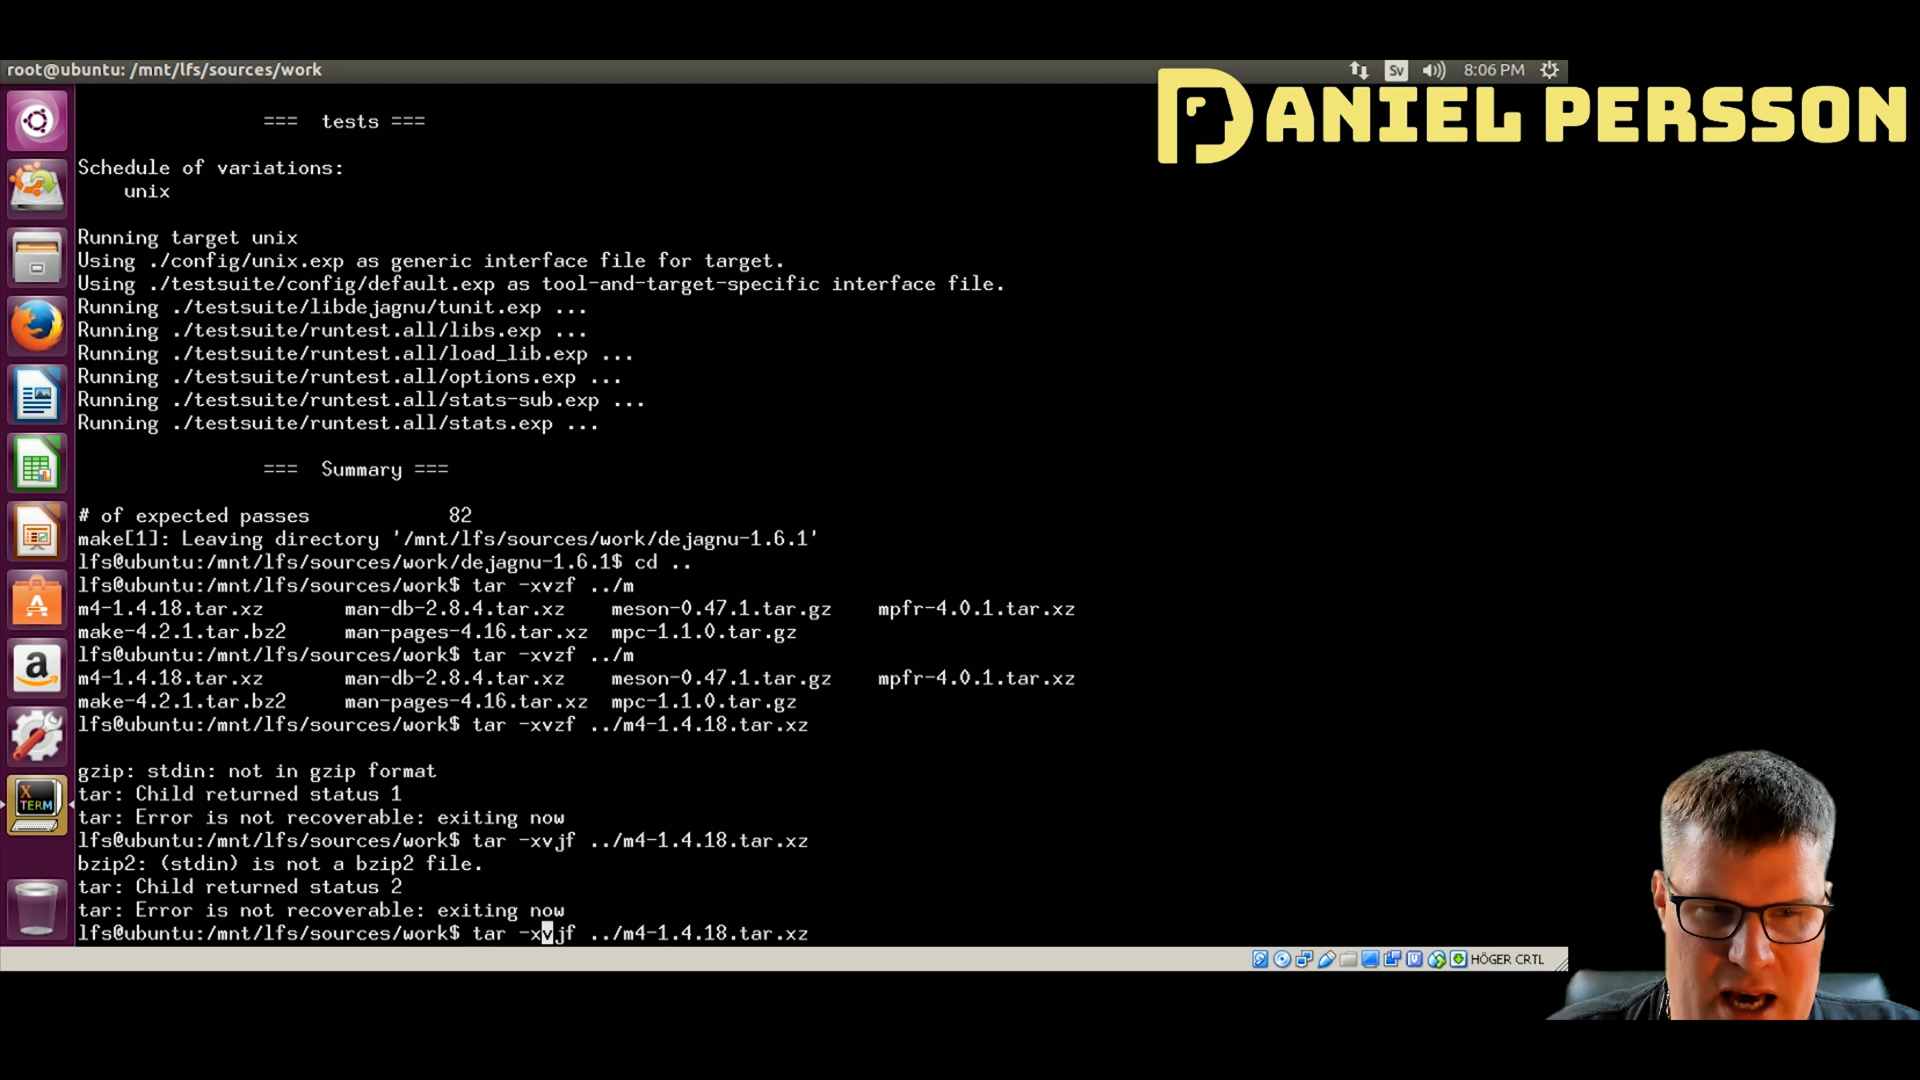 root@ubuntu: /mnt/lfs/sources/work
Sv
8:06 PM
DANIEL PERSSON
=== tests ===
Schedule of variations:
unix
Running target unix
Using ./config/unix.exp as generic interface file for target.
Using ./testsuite/config/default.exp as tool-and-target-specific interface file.
Running ./testsuite/libdejagnu/tunit.exp ...
Running ./testsuite/runtest.all/libs.exp ...
Running ./testsuite/runtest.all/load_lib.exp ...
Running ./testsuite/runtest.all/options.exp ...
Running ./testsuite/runtest.all/stats-sub.exp ...
Running ./testsuite/runtest.all/stats.exp ...
=== Summary ===
# of expected passes 82
make[1]: Leaving directory '/mnt/lfs/sources/work/dejagnu-1.6.1'
lfs@ubuntu:/mnt/lfs/sources/work/dejagnu-1.6.1$ cd ..
lfs@ubuntu:/mnt/lfs/sources/work$ tar -xvzf ../m
m4-1.4.18.tar.xz man-db-2.8.4.tar.xz meson-0.47.1.tar.gz mpfr-4.0.1.tar.xz
make-4.2.1.tar.bz2 man-pages-4.16.tar.xz mpc-1.1.0.tar.gz
lfs@ubuntu:/mnt/lfs/sources/work$ tar -xvzf ../m
m4-1.4.18.tar.xz man-db-2.8.4.tar.xz meson-0.47.1.tar.gz mpfr-4.0.1.tar.xz
make-4.2.1.tar.bz2 man-pages-4.16.tar.xz mpc-1.1.0.tar.gz
lfs@ubuntu:/mnt/lfs/sources/work$ tar -xvzf ../m4-1.4.18.tar.xz
gzip: stdin: not in gzip format
tar: Child returned status 1
tar: Error is not recoverable: exiting now
lfs@ubuntu:/mnt/lfs/sources/work$ tar -xvjf ../m4-1.4.18.tar.xz
bzip2: (stdin) is not a bzip2 file.
tar: Child returned status 2
tar: Error is not recoverable: exiting now
lfs@ubuntu:/mnt/lfs/sources/work$ tar -xvjf ../m4-1.4.18.tar.xz
X
TERM
HÖGER CRTL